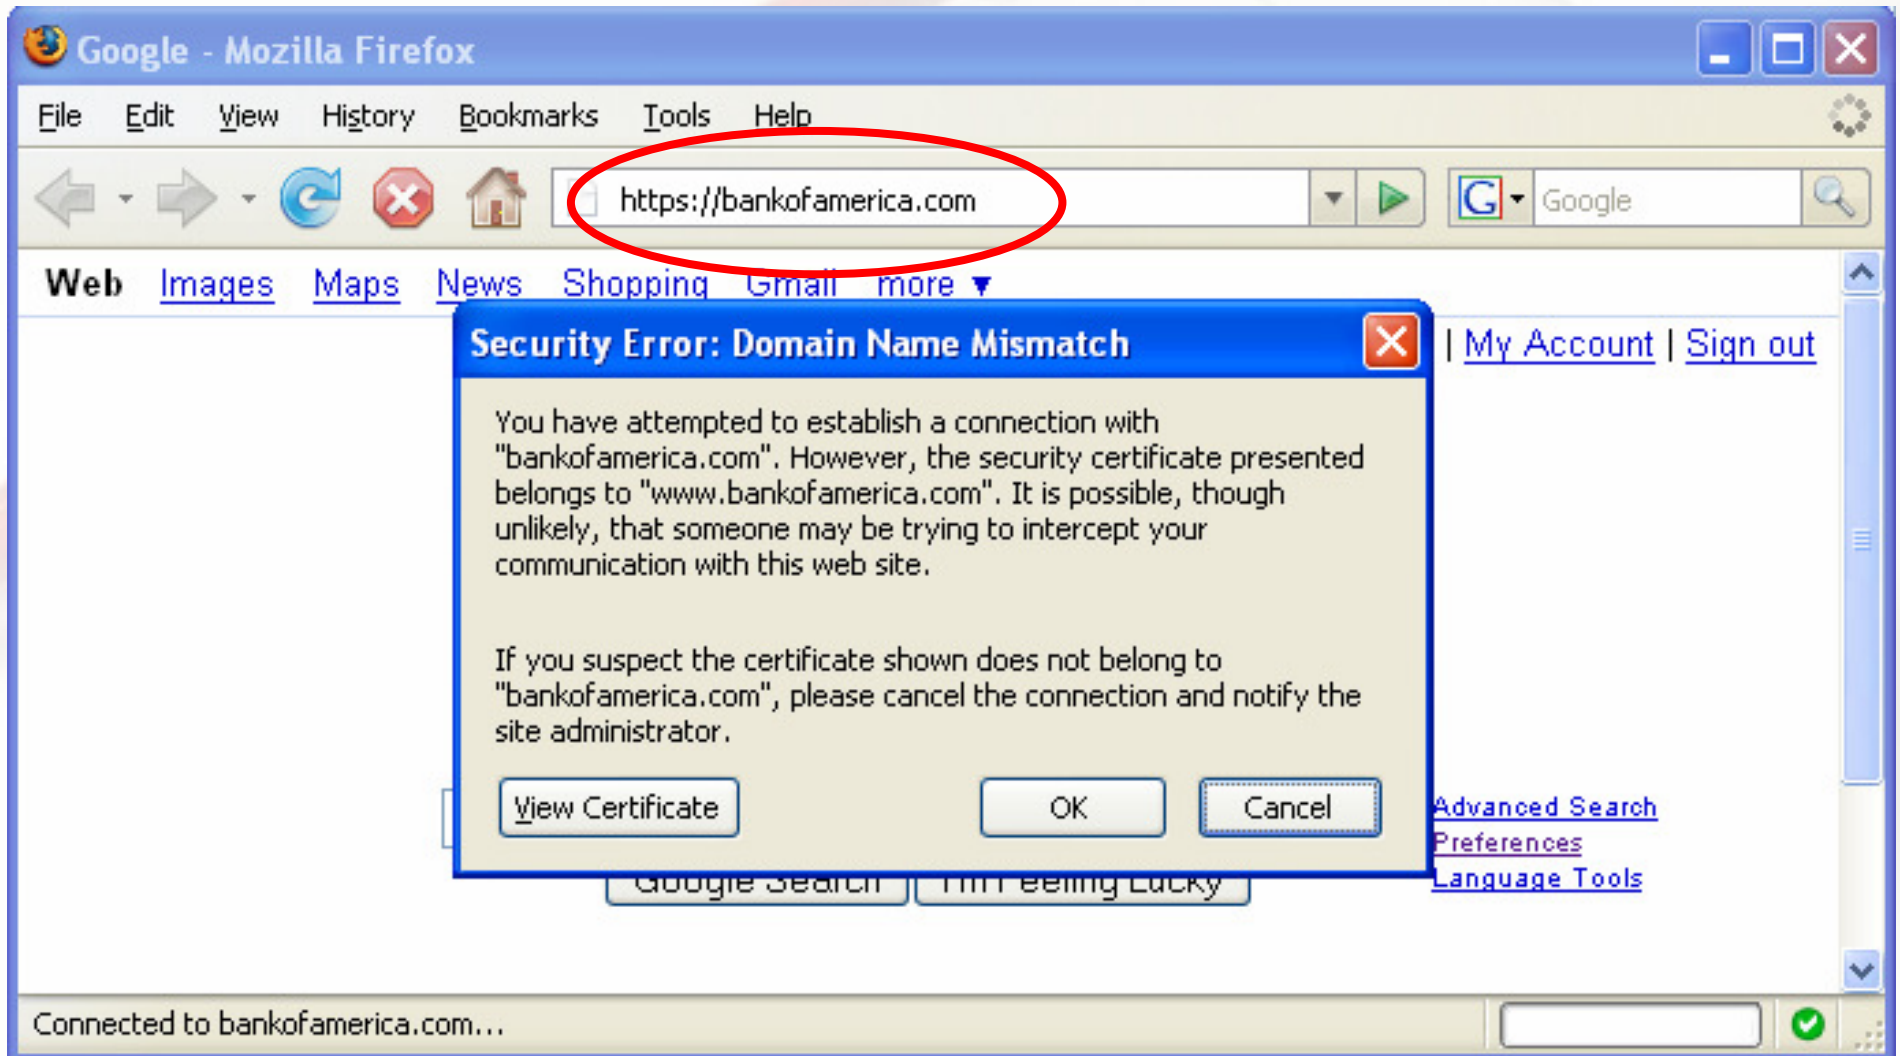 Google - Mozilla Firefox
File Edit View History Bookmarks Tools Help
https://bankofamerica.com G Google
Web Images Maps News Shopping Gmail more ▼
Security Error: Domain Name Mismatch
| My Account | Sign out
You have attempted to establish a connection with
"bankofamerica.com". However, the security certificate presented
belongs to "www.bankofamerica.com". It is possible, though
unlikely, that someone may be trying to intercept your
communication with this web site.
If you suspect the certificate shown does not belong to
"bankofamerica.com", please cancel the connection and notify the
site administrator.
View Certificate OK Cancel
Advanced Search
Preferences
Language Tools
Google Search I'm Feeling Lucky
Connected to bankofamerica.com...